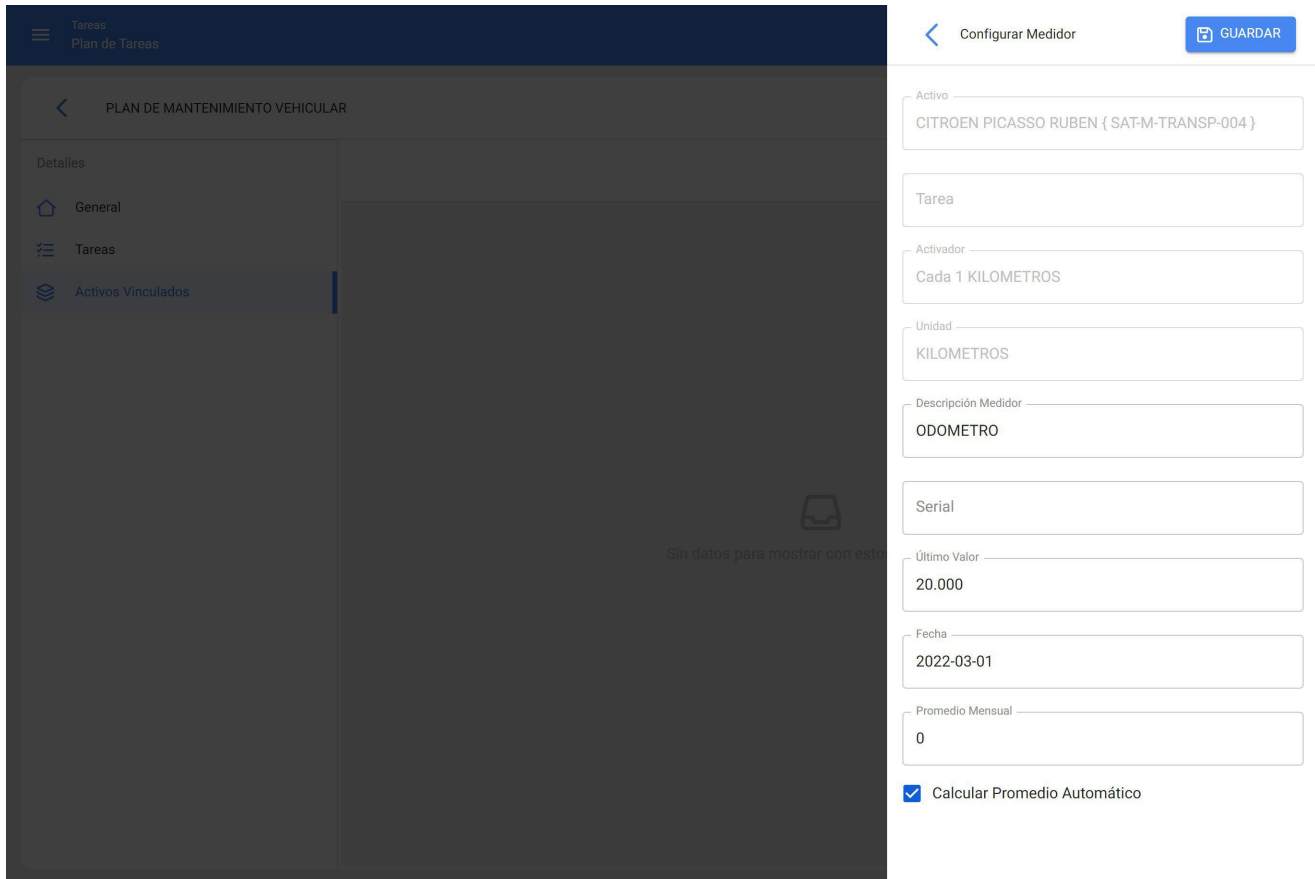 Tareas
Plan de Tareas
PLAN DE MANTENIMIENTO VEHICULAR
Detalles
General
Tareas
Activos Vinculados
Sin datos para mostrar con esto
Configurar Medidor
GUARDAR
Activo
CITROEN PICASSO RUBEN { SAT-M-TRANSP-004 }
Tarea
Activador
Cada 1 KILOMETROS
Unidad
KILOMETROS
Descripción Medidor
ODOMETRO
Serial
Último Valor
20.000
Fecha
2022-03-01
Promedio Mensual
0
Calcular Promedio Automático